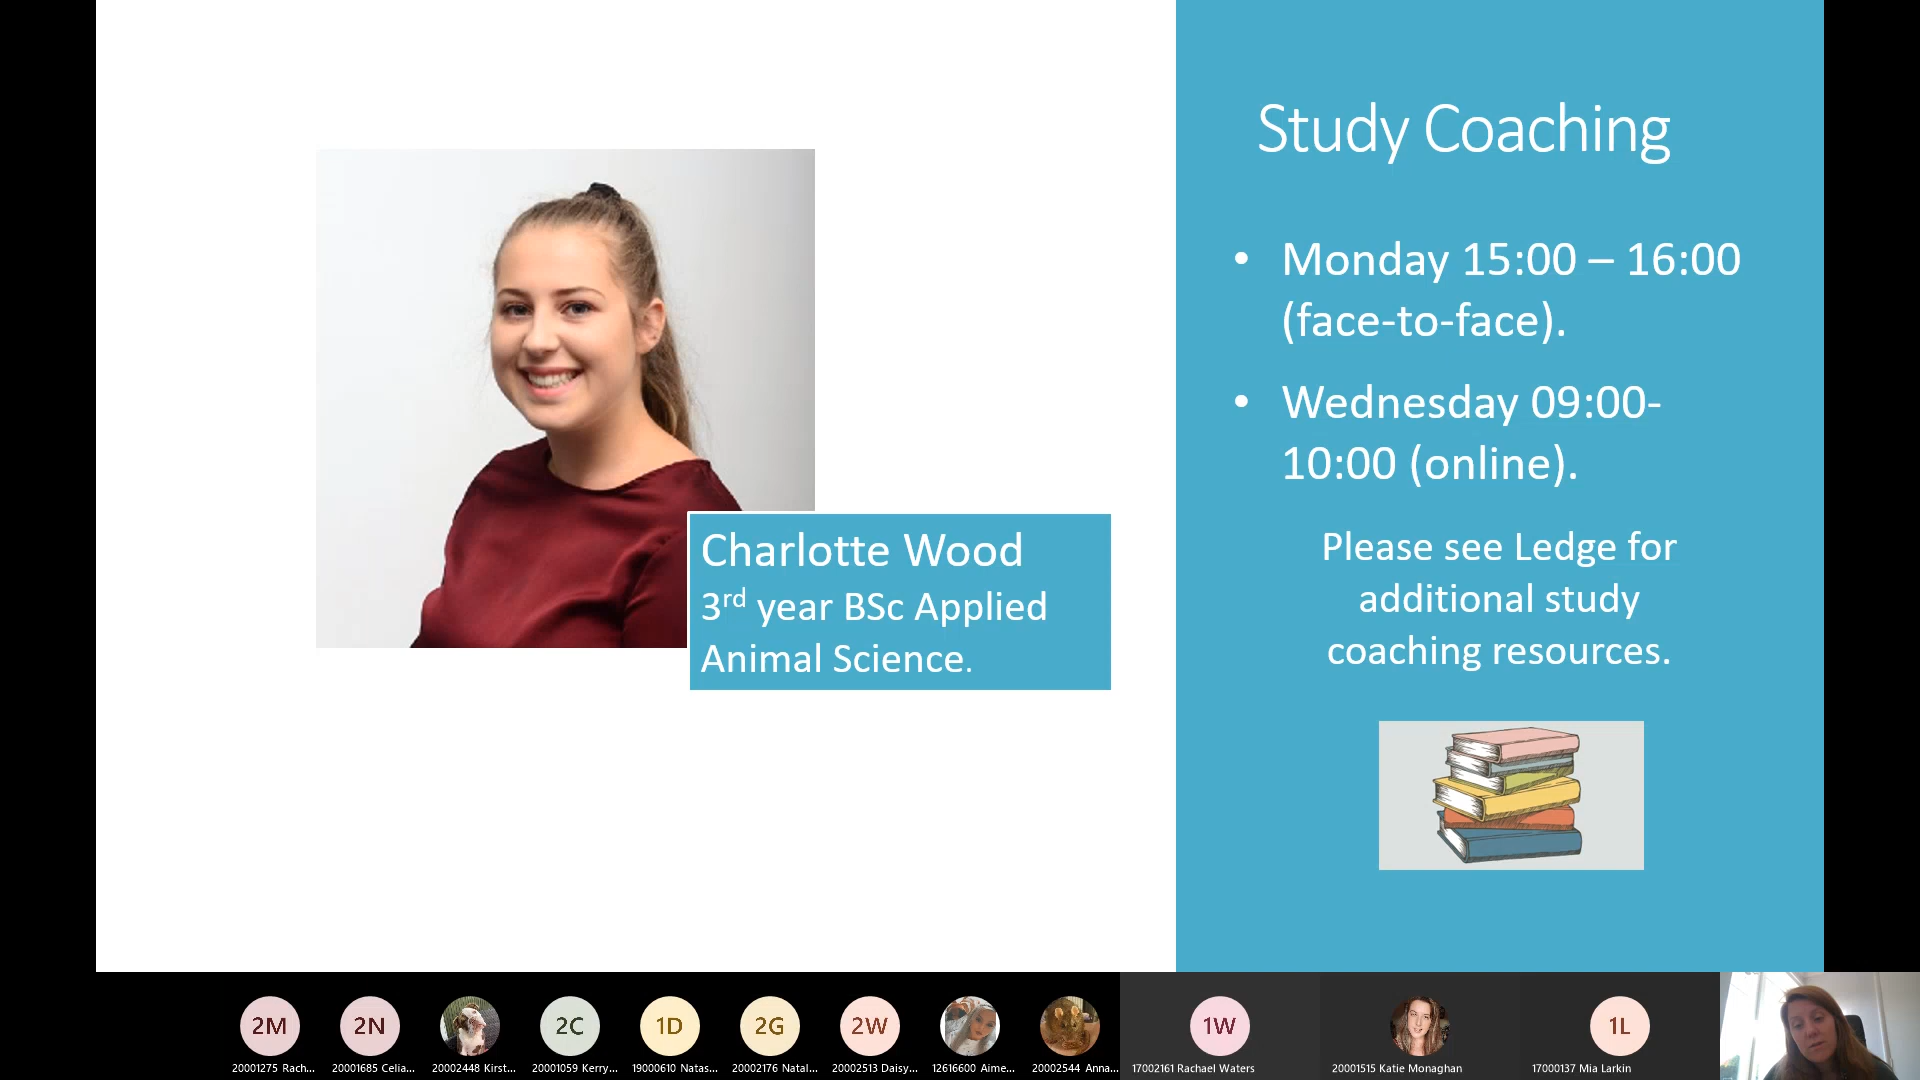 Study Coaching
• Monday 15:00 – 16:00
(face-to-face).
• Wednesday 09:00-
10:00 (online).
Please see Ledge for
additional study
coaching resources.
Charlotte Wood
3rd year BSc Applied
Animal Science.
2M
2N
2C
1D
2G
2W
1W
1L
20001275 Rach...
20001685 Celia...
20002448 Kirst...
20001059 Kerry...
19000610 Natas...
20002176 Natal...
20002513 Daisy...
12616600 Aime...
20002544 Anna...
17002161 Rachael Waters
20001515 Katie Monaghan
17000137 Mia Larkin